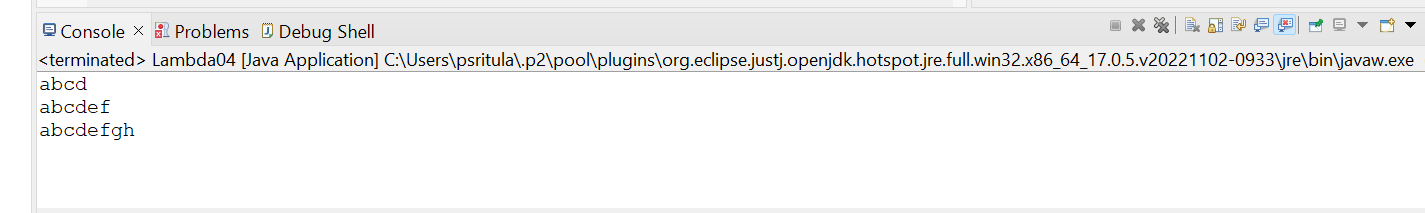 Console Problems Debug Shell
<terminated> Lambda04 [Java Application] C:\Users\psritula\.p2\pool\plugins\org.eclipse.justj.openjdk.hotspot.jre.full.win32.x86_64_17.0.5.v20221102-0933\jre\bin\javaw.exe
abcd
abcdef
abcdefgh